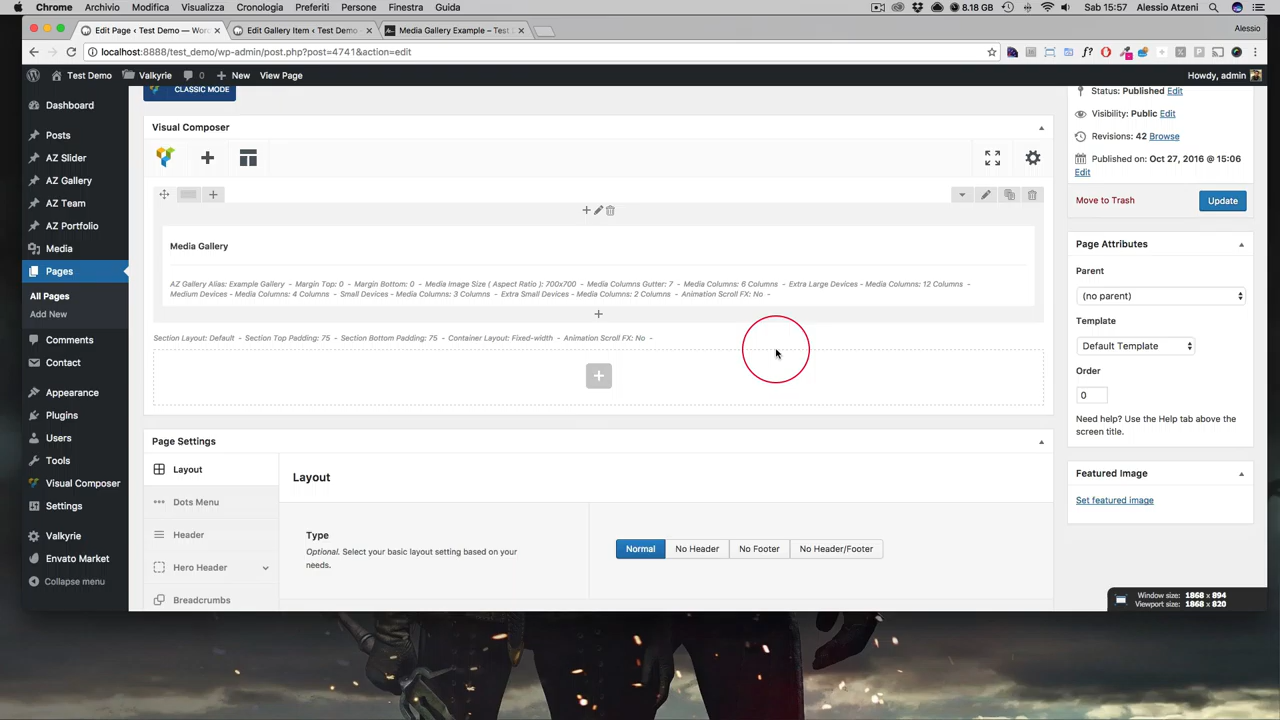 Chrome Archivio Modifica Visualizza Cronologia Preferiti Persone Finestra Guida 8.18 GB Sab 15:57 Alessio Atzeni
Edit Page ‹ Test Demo — Wor Edit Gallery Item ‹ Test Demo - Media Gallery Example – Test Alessio
localhost:8888/test_demo/wp-admin/post.php?post=4741&action=edit
Test Demo Valkyrie 0 New View Page Howdy, admin
CLASSIC MODE
Dashboard
Posts
AZ Slider
AZ Gallery
AZ Team
AZ Portfolio
Media
Pages
All Pages
Add New
Comments
Contact
Appearance
Plugins
Users
Tools
Visual Composer
Settings
Valkyrie
Envato Market
Collapse menu
Visual Composer
Media Gallery
AZ Gallery Alias: Example Gallery - Margin Top: 0 - Margin Bottom: 0 - Media Image Size ( Aspect Ratio ): 700x700 - Media Columns Gutter: 7 - Media Columns: 6 Columns - Extra Large Devices - Media Columns: 12 Columns -
Medium Devices - Media Columns: 4 Columns - Small Devices - Media Columns: 3 Columns - Extra Small Devices - Media Columns: 2 Columns - Animation Scroll FX: No -
Section Layout: Default - Section Top Padding: 75 - Section Bottom Padding: 75 - Container Layout: Fixed-width - Animation Scroll FX: No -
Page Settings
Layout
Dots Menu
Header
Hero Header
Breadcrumbs
Layout
Type
Optional. Select your basic layout setting based on your
needs.
Normal No Header No Footer No Header/Footer
Status: Published Edit
Visibility: Public Edit
Revisions: 42 Browse
Published on: Oct 27, 2016 @ 15:06
Edit
Move to Trash Update
Page Attributes
Parent
(no parent)
Template
Default Template
Order
0
Need help? Use the Help tab above the
screen title.
Featured Image
Set featured image
Window size: 1868 x 894
Viewport size: 1868 x 820